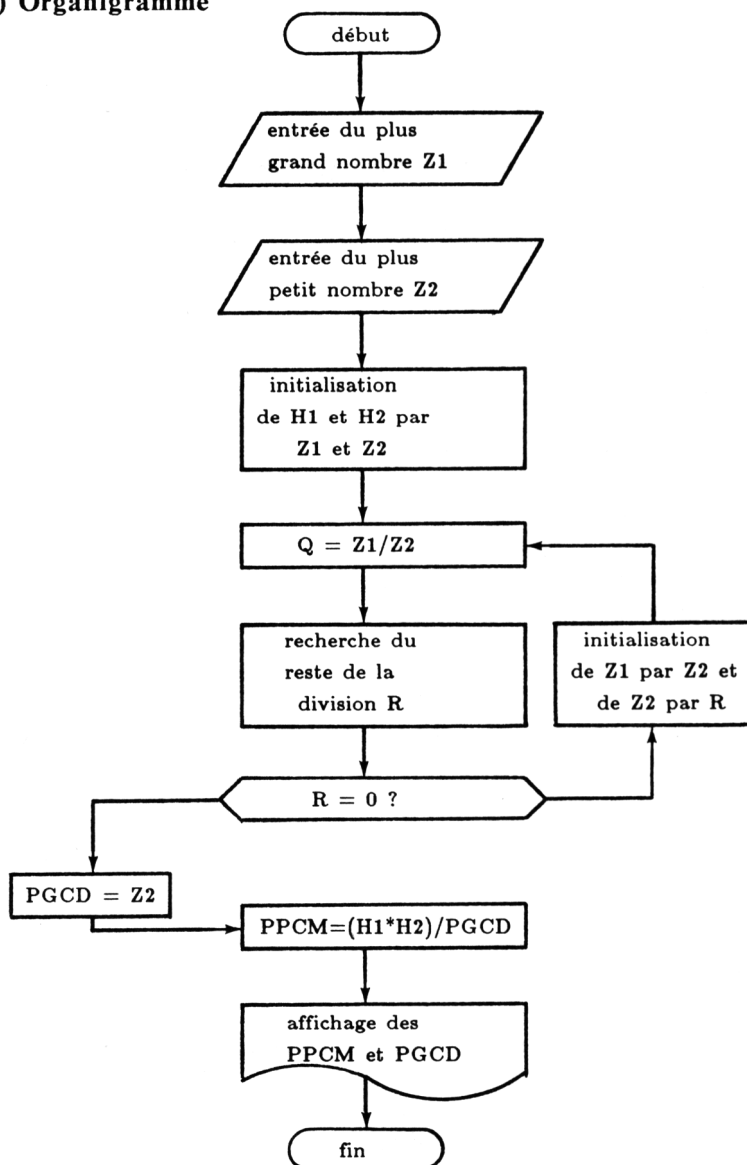 ) Organigramme
début
entrée du plus
grand nombre Z1
entrée du plus
petit nombre Z2
initialisation
de H1 et H2 par
Z1 et Z2
Q = Z1/Z2
recherche du
reste de la
division R
initialisation
de Z1 par Z2 et
de Z2 par R
R = 0 ?
PGCD = Z2
PPCM=(H1*H2)/PGCD
affichage des
PPCM et PGCD
fin